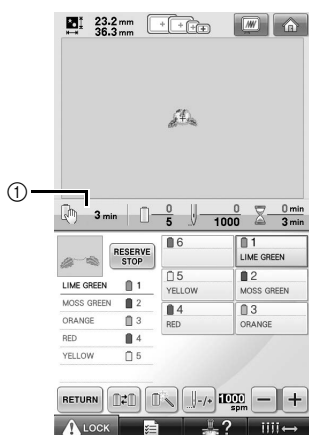 23.2 mm
36.3 mm
1
3 min
0
5
0
1000
0 min
3 min
RESERVE STOP
LIME GREEN 1
MOSS GREEN 2
ORANGE 3
RED 4
YELLOW 5
6
1
LIME GREEN
5
YELLOW
2
MOSS GREEN
4
RED
3
ORANGE
RETURN
-/+
1000
spm
− +
LOCK
?